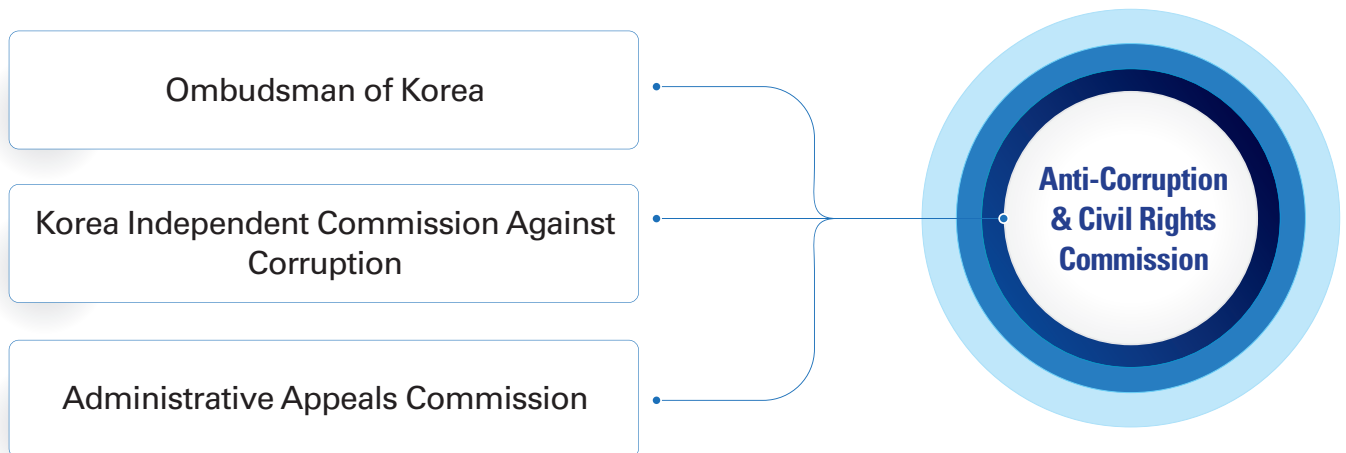 Ombudsman of Korea
Korea Independent Commission Against
Corruption
Administrative Appeals Commission
Anti-Corruption
& Civil Rights
Commission